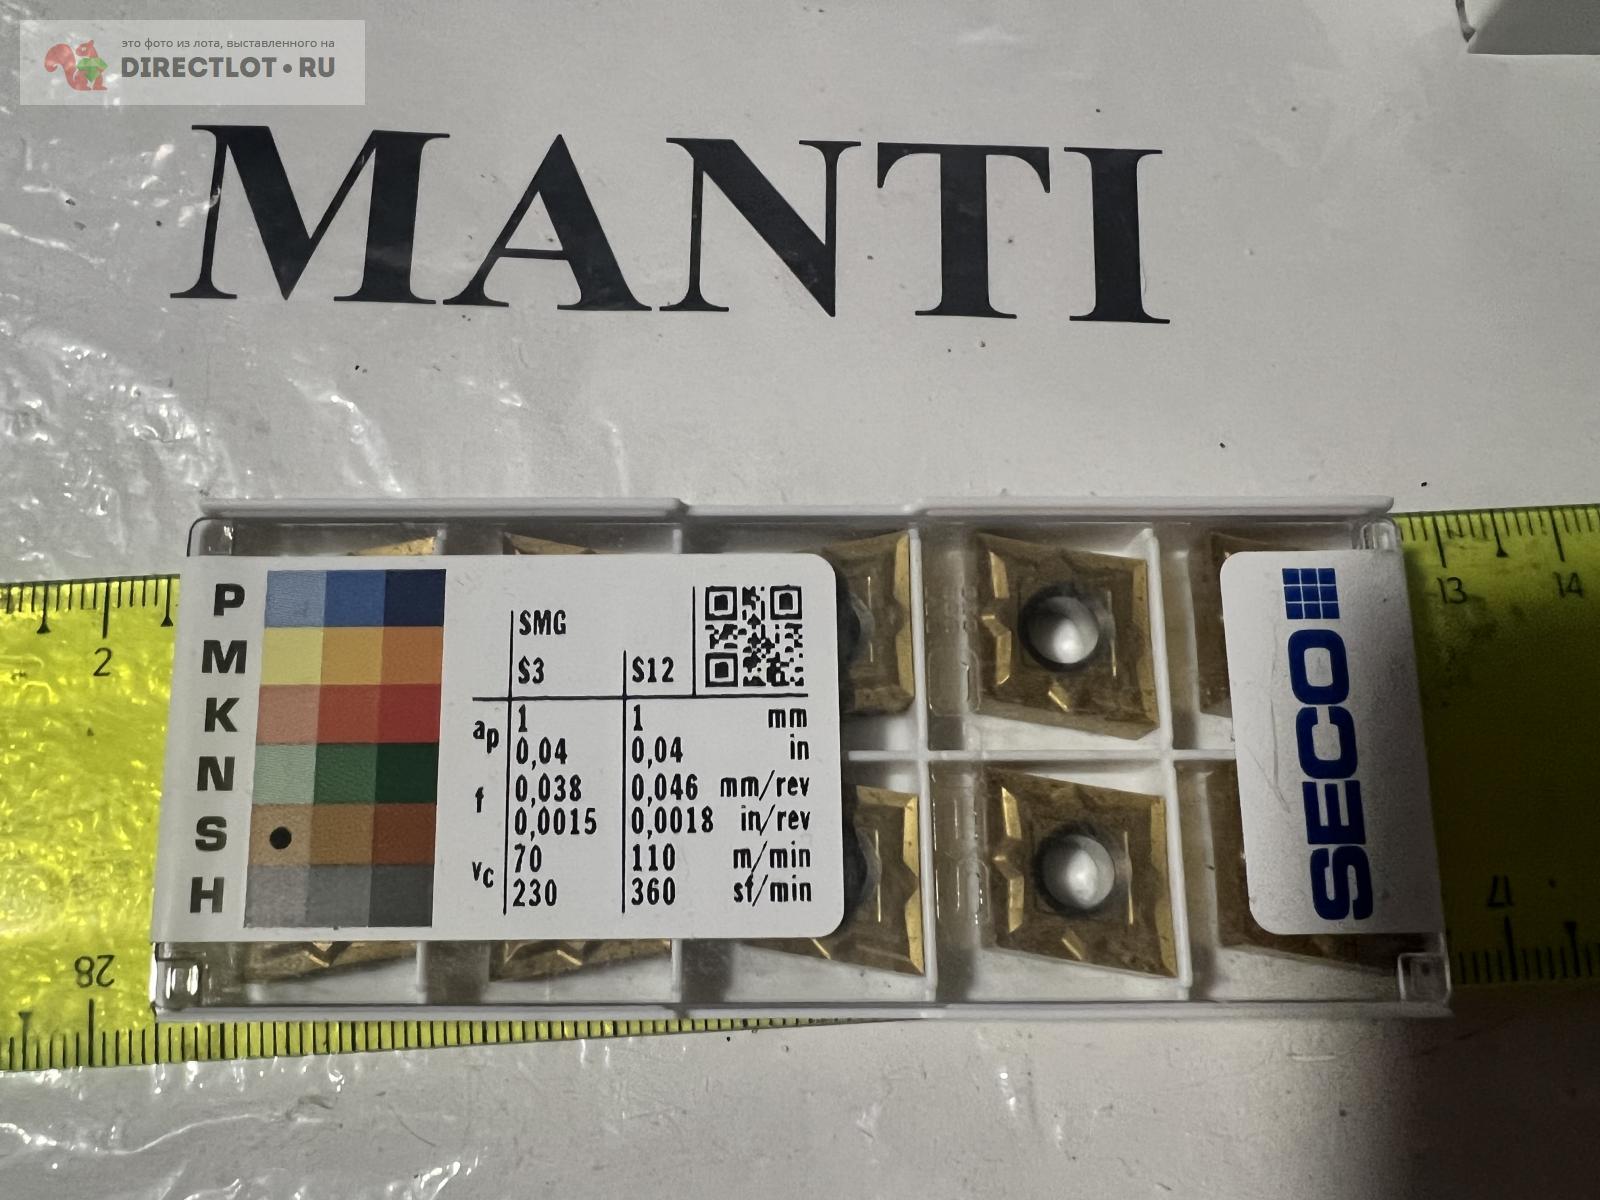 это фото из лота, выставленного на
DIRECTLOT•RU
MANTI
P
M
K
N
S
H
SMG
S3 S12
ap 1 1 mm
0,04 0,04 in
f 0,038 0,046 mm/rev
0,0015 0,0018 in/rev
vc 70 110 m/min
230 360 sf/min
SECO
2
13 14
28
17